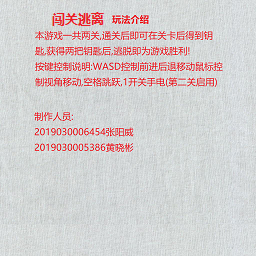 闯关逃离 玩法介绍
本游戏一共两关,通关后即可在关卡后得到钥
匙,获得两把钥匙后,逃脱即为游戏胜利!
按键控制说明:WASD控制前进后退移动鼠标控
制视角移动,空格跳跃,1开关手电(第二关启用)
制作人员:
2019030006454张阳威
2019030005386黄晓彬